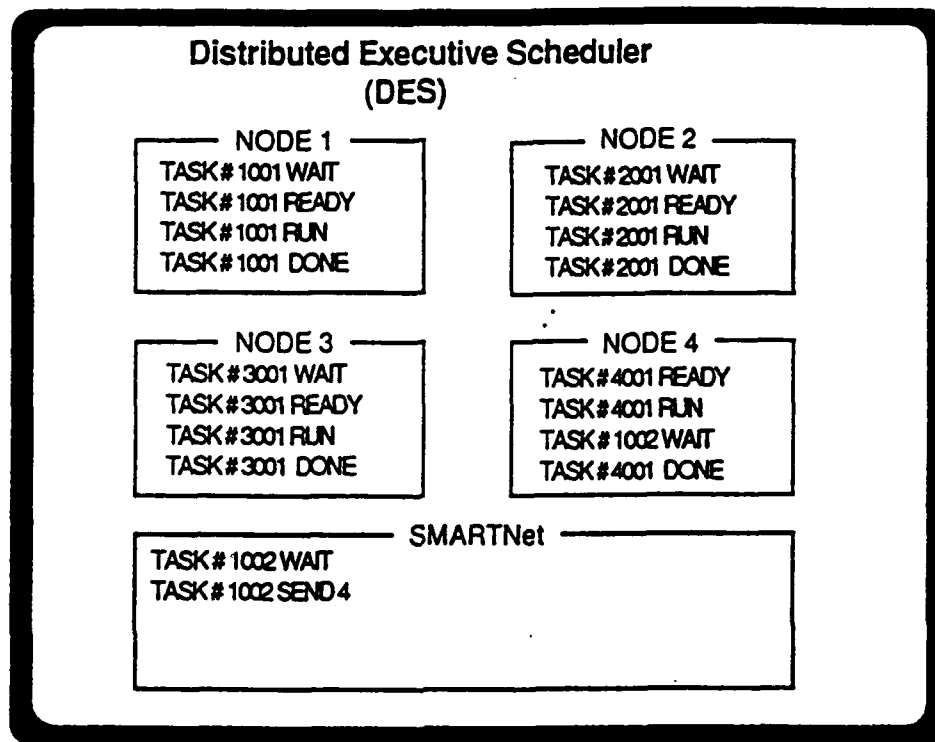 Distributed Executive Scheduler
(DES)
NODE 1
TASK#1001 WAIT
TASK#1001 READY
TASK#1001 RUN
TASK#1001 DONE
NODE 2
TASK#2001 WAIT
TASK#2001 READY
TASK#2001 RUN
TASK#2001 DONE
NODE 3
TASK#3001 WAIT
TASK#3001 READY
TASK#3001 RUN
TASK#3001 DONE
NODE 4
TASK#4001 READY
TASK#4001 RUN
TASK#1002 WAIT
TASK#4001 DONE
SMARTNet
TASK#1002 WAIT
TASK#1002 SEND 4